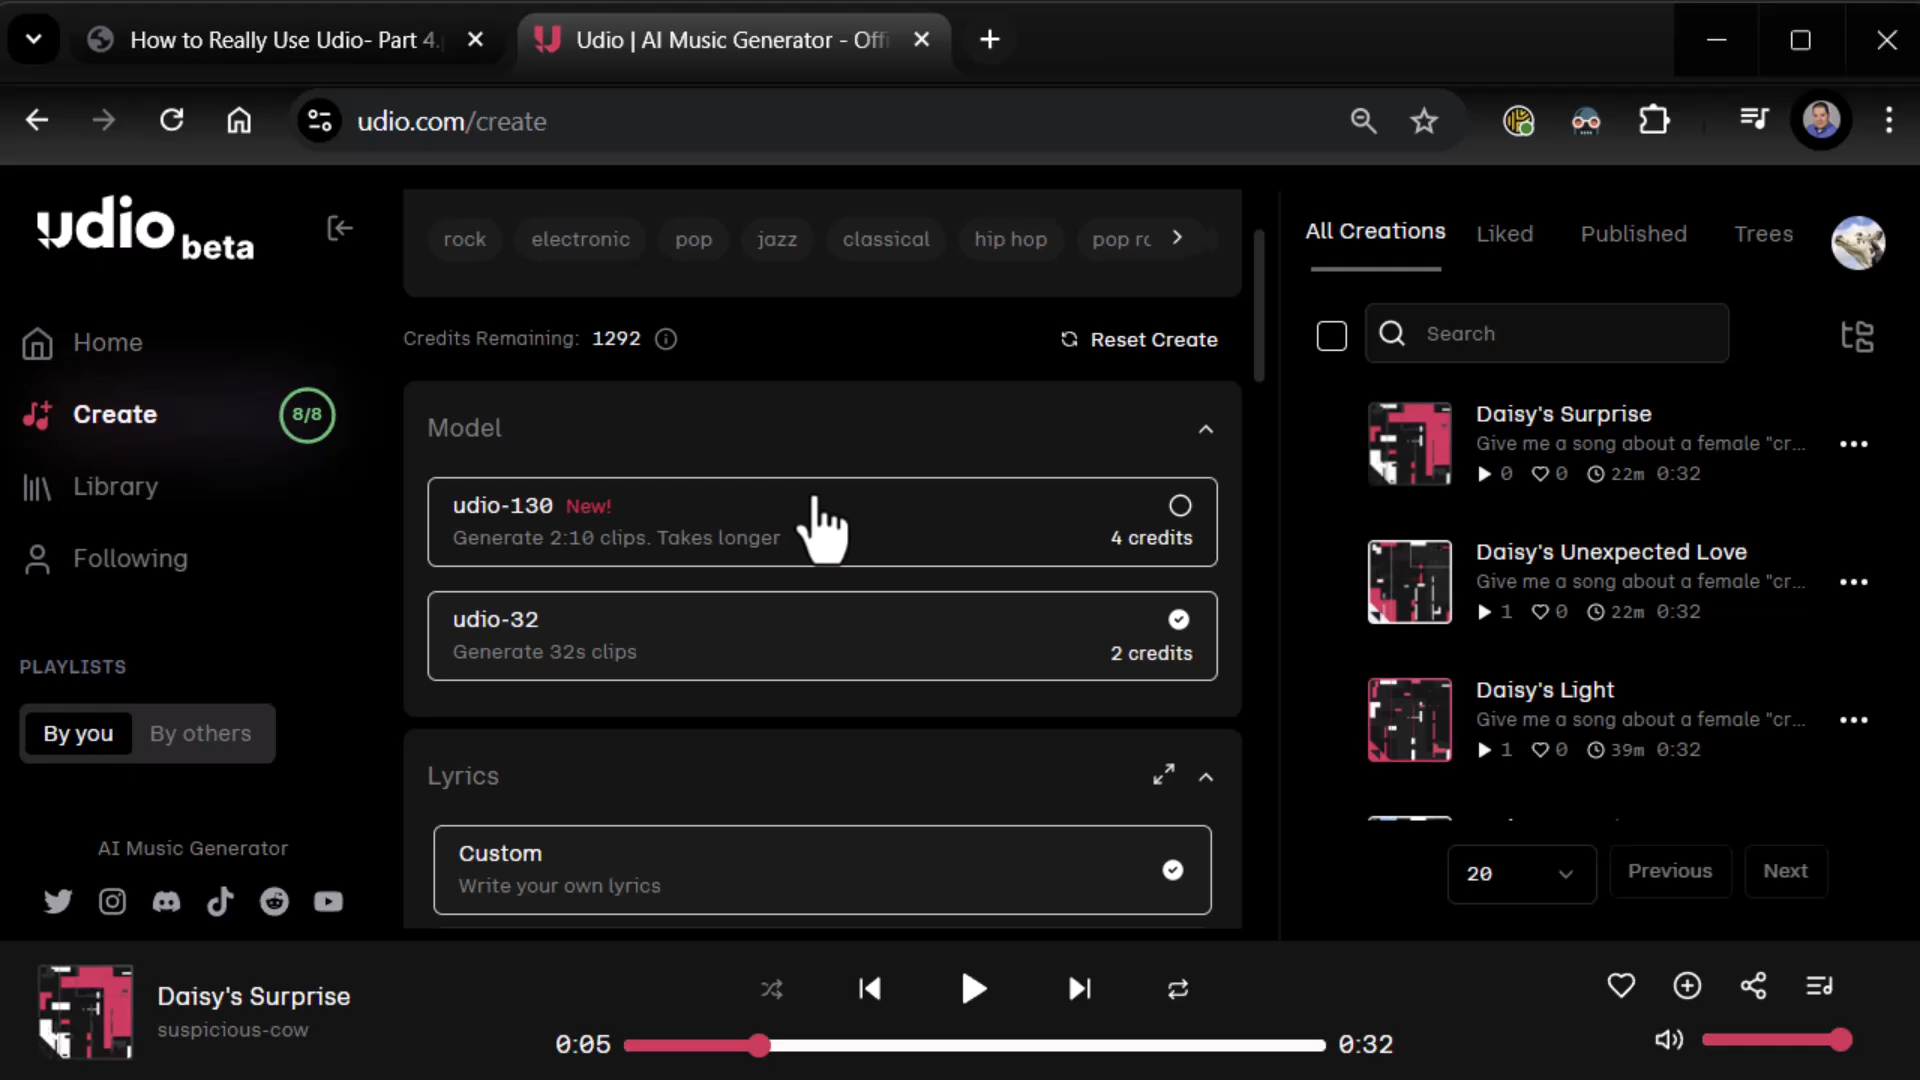 How to Really Use Udio- Part 4.
Udio | AI Music Generator - Offi
udio.com/create
udio beta
Home
Create
8/8
Library
Following
PLAYLISTS
By you
By others
AI Music Generator
rock
electronic
pop
jazz
classical
hip hop
pop ro
Credits Remaining: 1292
Reset Create
Model
udio-130 New!
Generate 2:10 clips. Takes longer
4 credits
udio-32
Generate 32s clips
2 credits
Lyrics
Custom
Write your own lyrics
All Creations
Liked
Published
Trees
Search
Daisy's Surprise
Give me a song about a female "cr...
0 0 22m 0:32
Daisy's Unexpected Love
Give me a song about a female "cr...
1 0 22m 0:32
Daisy's Light
Give me a song about a female "cr...
1 0 39m 0:32
20
Previous
Next
Daisy's Surprise
suspicious-cow
0:05
0:32